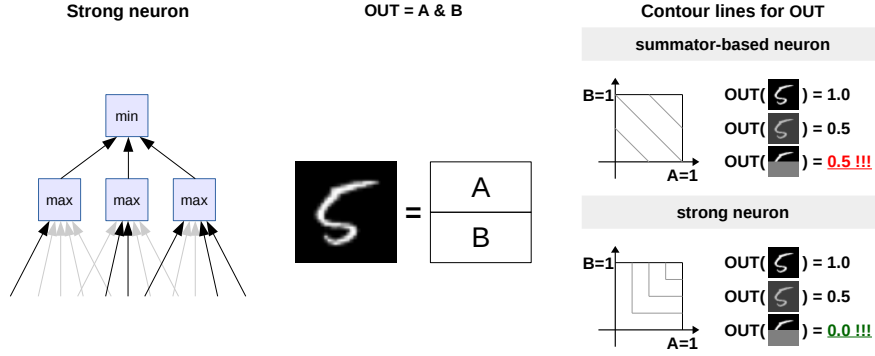 Strong neuron
min
max max max
OUT = A & B
=
A
B
Contour lines for OUT
summator-based neuron
B=1
A=1
OUT( ) = 1.0
OUT( ) = 0.5
OUT( ) = 0.5 !!!
strong neuron
B=1
A=1
OUT( ) = 1.0
OUT( ) = 0.5
OUT( ) = 0.0 !!!